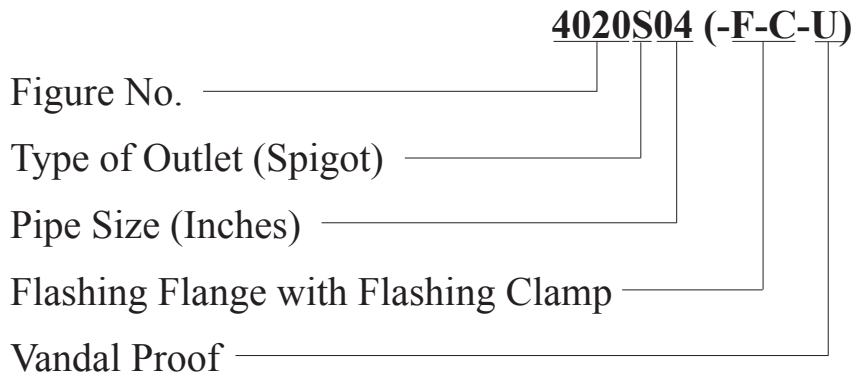 4020S04 (-F-C-U)
Figure No.
Type of Outlet (Spigot)
Pipe Size (Inches)
Flashing Flange with Flashing Clamp
Vandal Proof